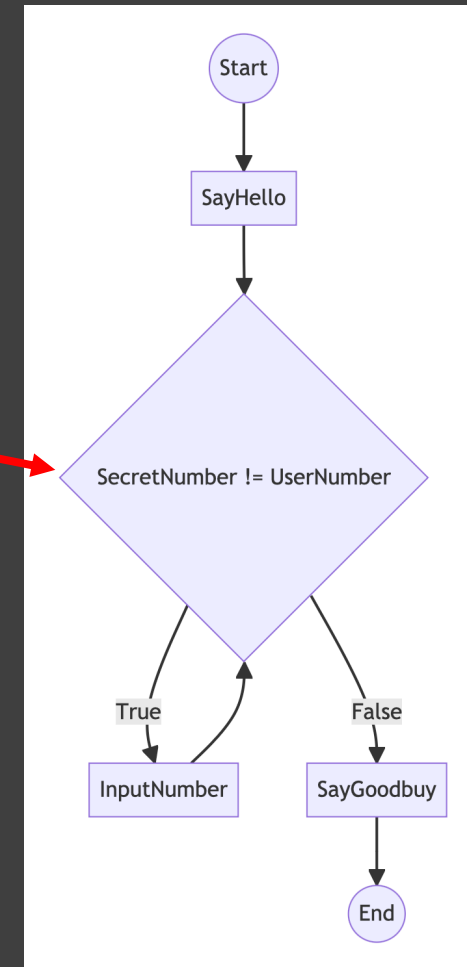 Start
SayHello
SecretNumber != UserNumber
True
False
InputNumber
SayGoodbuy
End